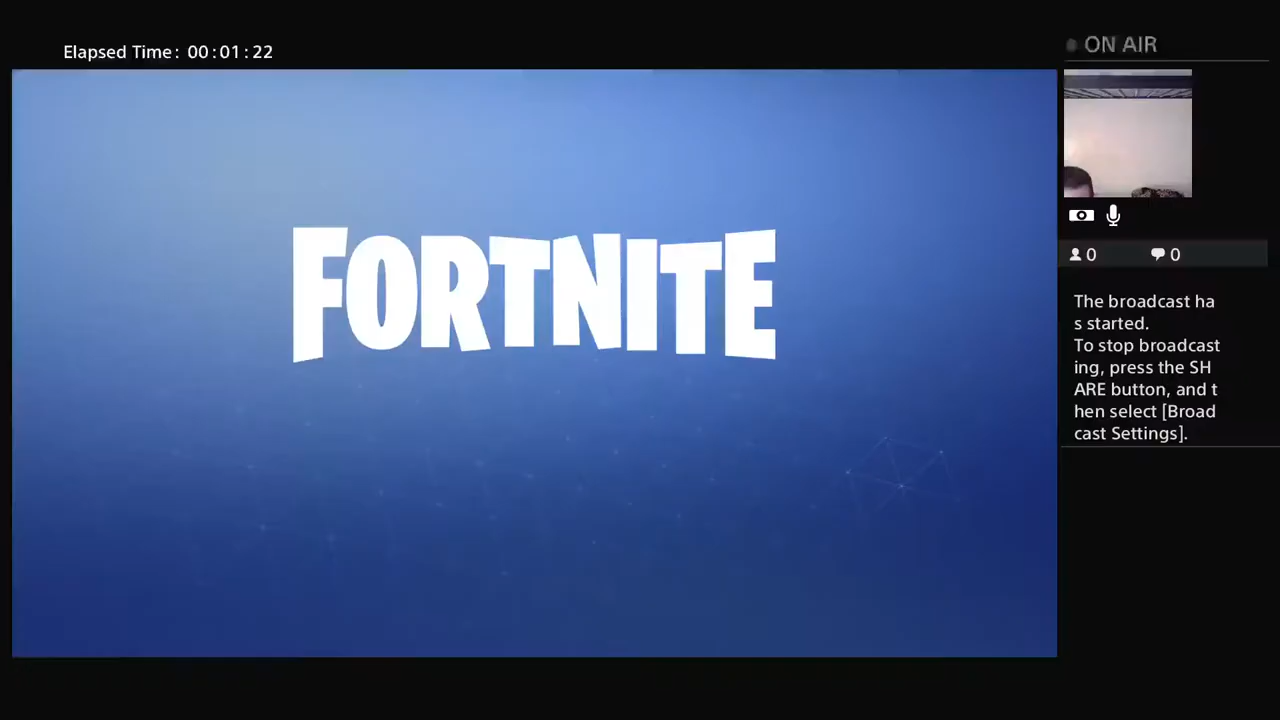 Elapsed Time: 00:01:22
ON AIR
FORTNITE
0
0
The broadcast ha
s started.
To stop broadcast
ing, press the SH
ARE button, and t
hen select [Broad
cast Settings].